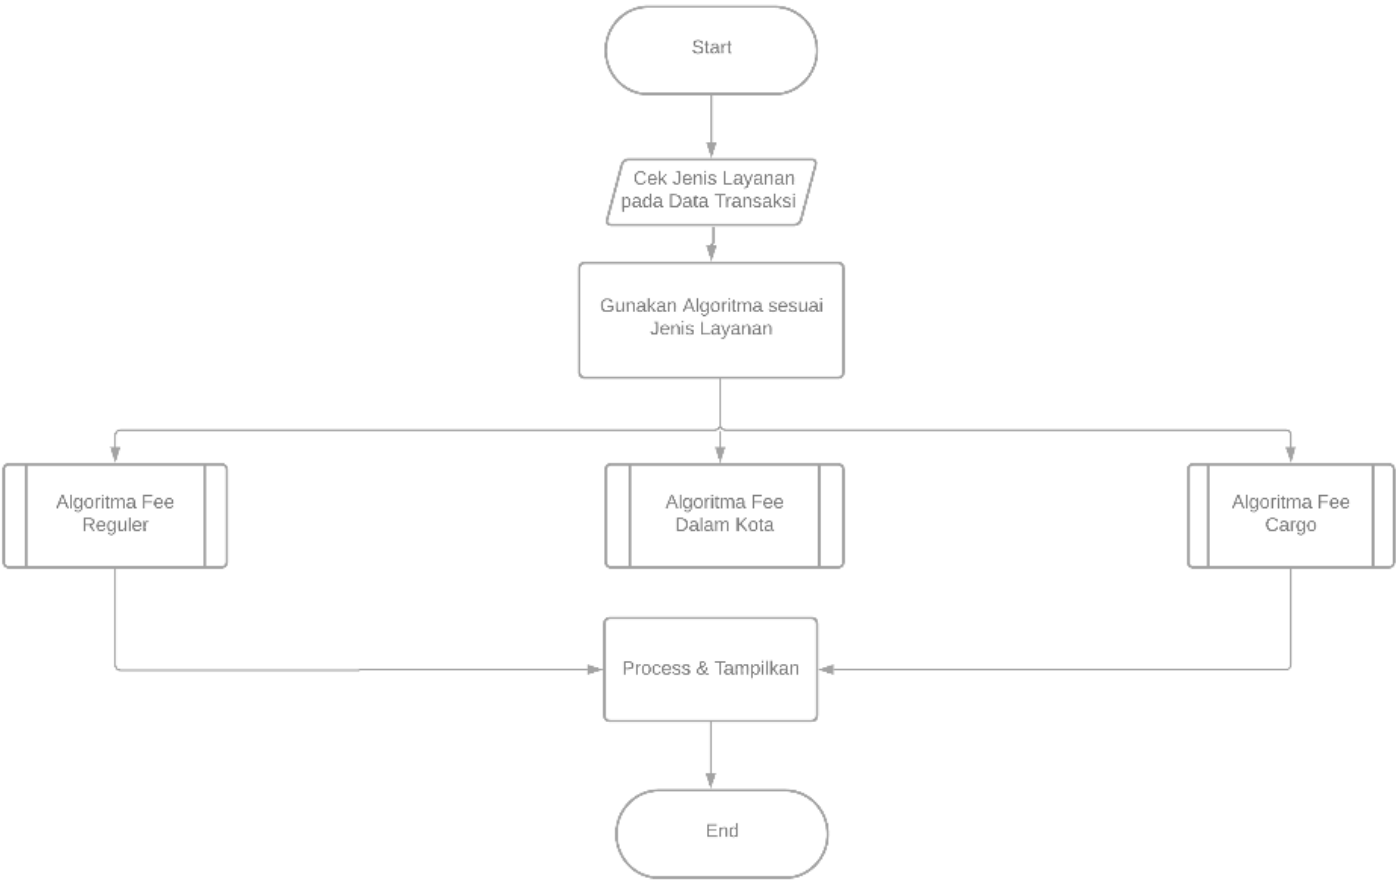 Start
Cek Jenis Layanan
pada Data Transaksi
Gunakan Algoritma sesuai
Jenis Layanan
Algoritma Fee
Reguler
Algoritma Fee
Dalam Kota
Algoritma Fee
Cargo
Process & Tampilkan
End